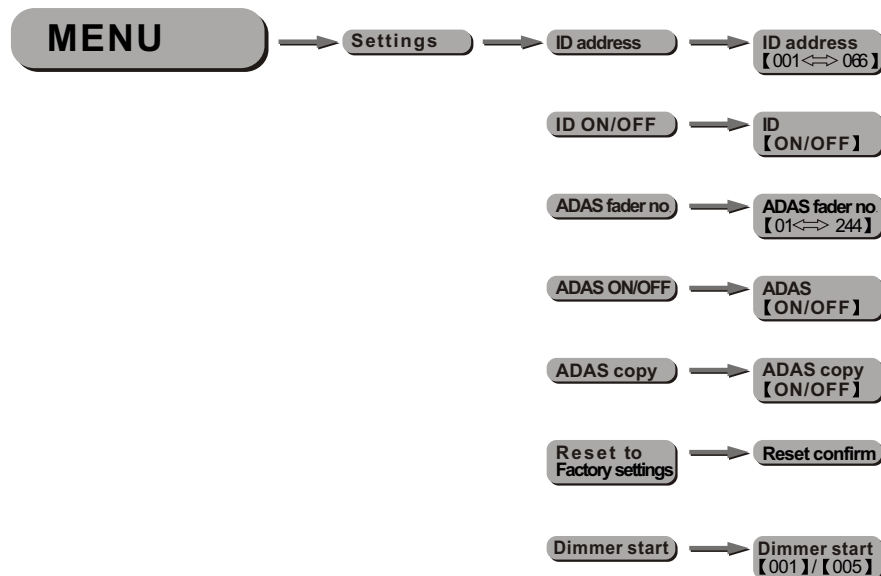 MENU
Settings
ID address
ID address
【001⇔ 066】
ID ON/OFF
ID
【ON/OFF】
ADAS fader no.
ADAS fader no.
【01⇔ 244】
ADAS ON/OFF
ADAS
【ON/OFF】
ADAS copy
ADAS copy
【ON/OFF】
Reset to
Factory settings
Reset confirm
Dimmer start
Dimmer start
【001】/【005】